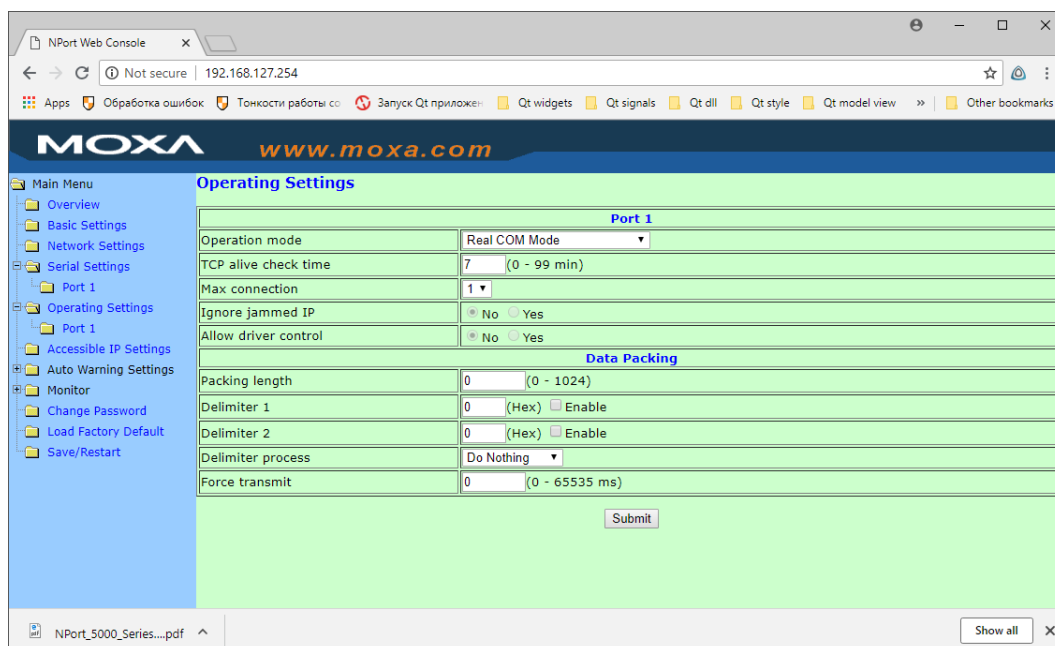 NPort Web Console
Not secure | 192.168.127.254
Apps Обработка ошибок Тонкости работы со Запуск Qt приложен Qt widgets Qt signals Qt dll Qt style Qt model view » Other bookmarks
MOXA www.moxa.com
Main Menu
Overview
Basic Settings
Network Settings
Serial Settings
Port 1
Operating Settings
Port 1
Accessible IP Settings
Auto Warning Settings
Monitor
Change Password
Load Factory Default
Save/Restart
Operating Settings
Port 1
Operation mode Real COM Mode
TCP alive check time 7 (0 - 99 min)
Max connection 1
Ignore jammed IP No Yes
Allow driver control No Yes
Data Packing
Packing length 0 (0 - 1024)
Delimiter 1 0 (Hex) Enable
Delimiter 2 0 (Hex) Enable
Delimiter process Do Nothing
Force transmit 0 (0 - 65535 ms)
Submit
NPort_5000_Series....pdf Show all